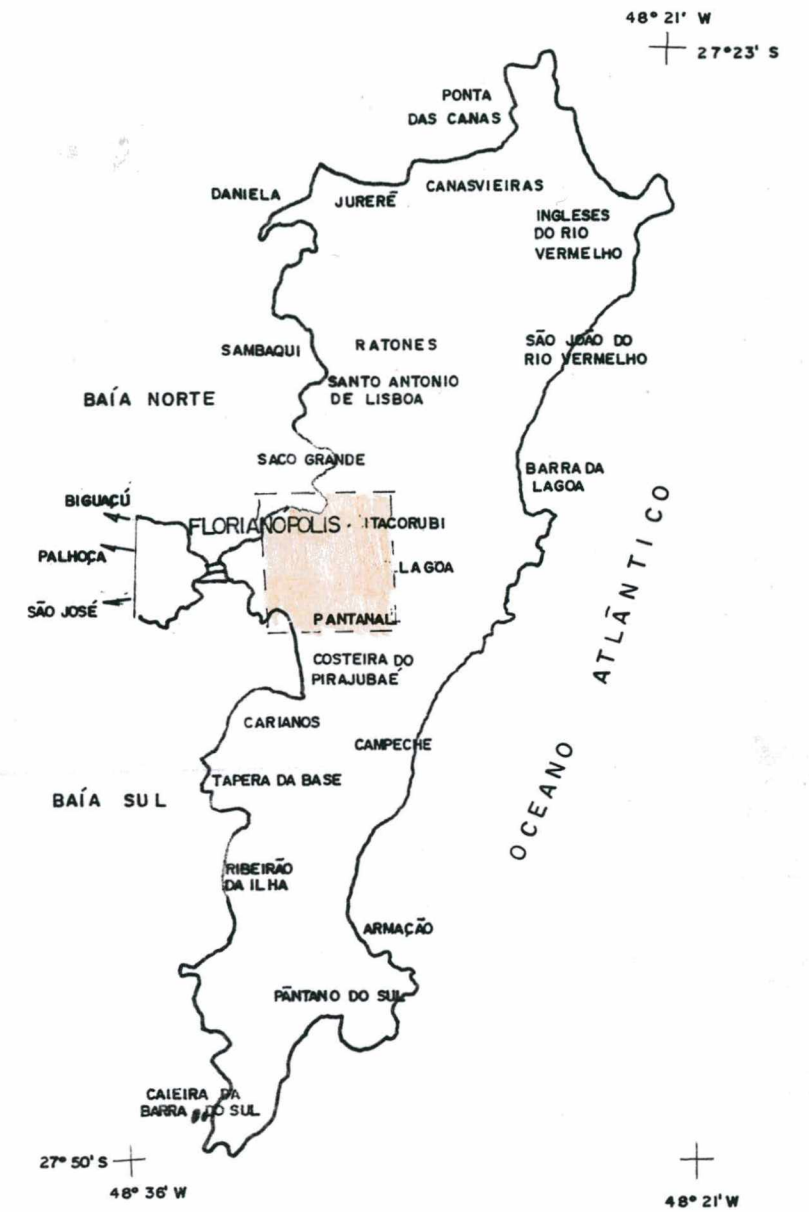 48° 21' W
27°23' S
PONTA
DAS CANAS
DANIELA
JURERÊ
CANASVIEIRAS
INGLESES
DO RIO
VERMELHO
SAMBAQUI
RATONES
SÃO JOÃO DO
RIO VERMELHO
SANTO ANTONIO
DE LISBOA
BAÍA NORTE
SACO GRANDE
BARRA DA
LAGOA
BIGUAÇÚ
FLORIANÓPOLIS
ITACORUBI
PALHOÇA
LAGOA
SÃO JOSÉ
PANTANAL
OCEANO ATLÂNTICO
COSTEIRA DO
PIRAJUBAÉ
CARIANOS
CAMPECHE
TAPERA DA BASE
BAÍA SUL
RIBEIRÃO
DA ILHA
ARMAÇÃO
PÂNTANO DO SUL
CAIEIRA DA
BARRA DO SUL
27° 50' S
48° 36' W
48° 21' W